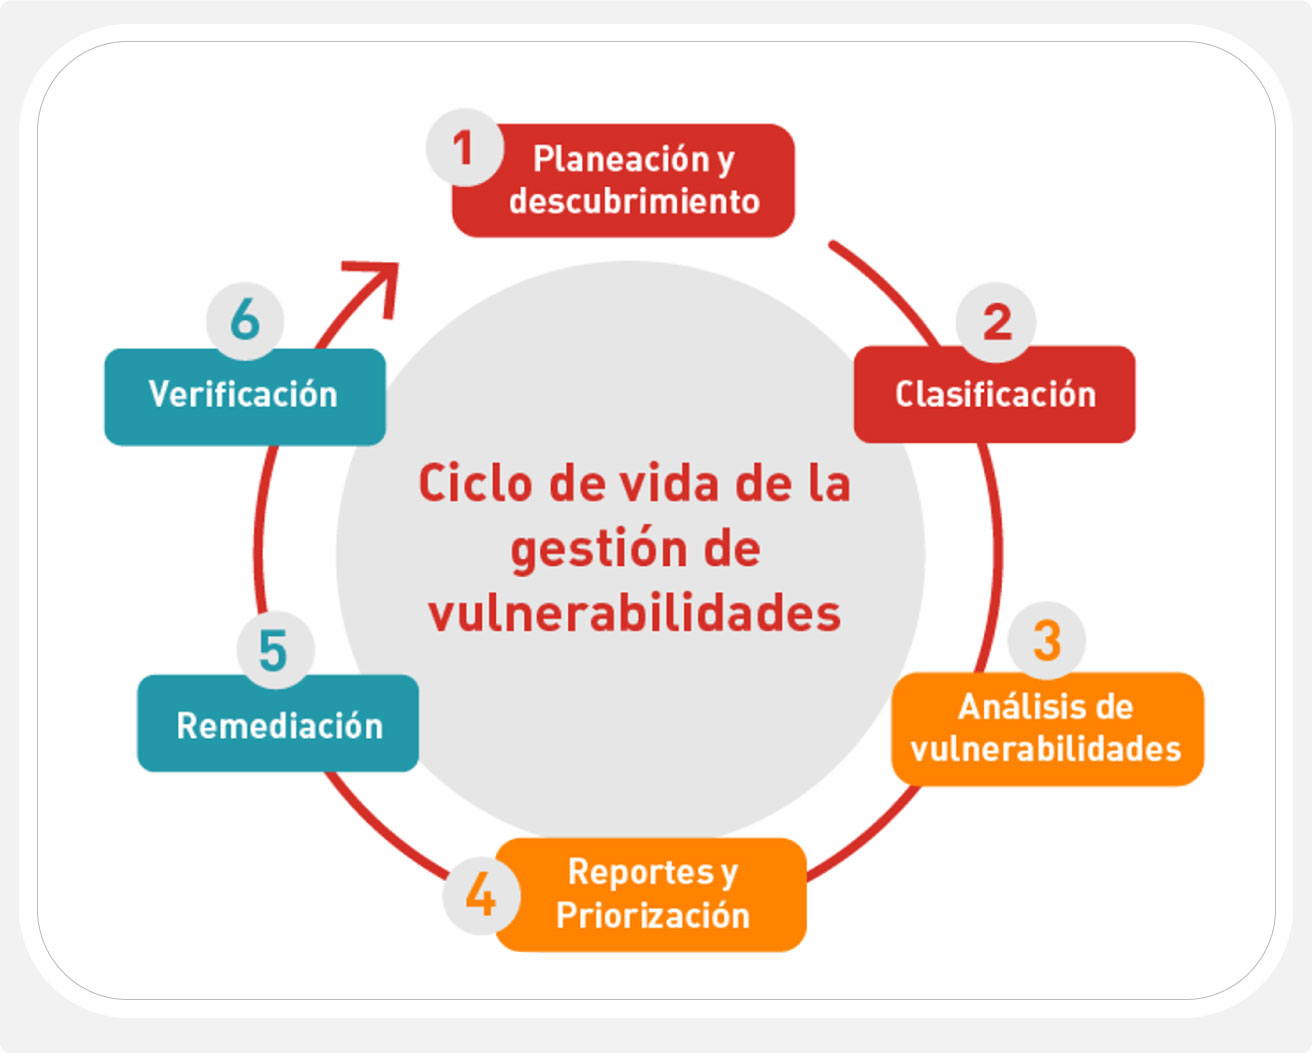 1
Planeación y
descubrimiento
2
Clasificación
3
Análisis de
vulnerabilidades
4
Reportes y
Priorización
5
Remediación
6
Verificación
Ciclo de vida de la
gestión de
vulnerabilidades